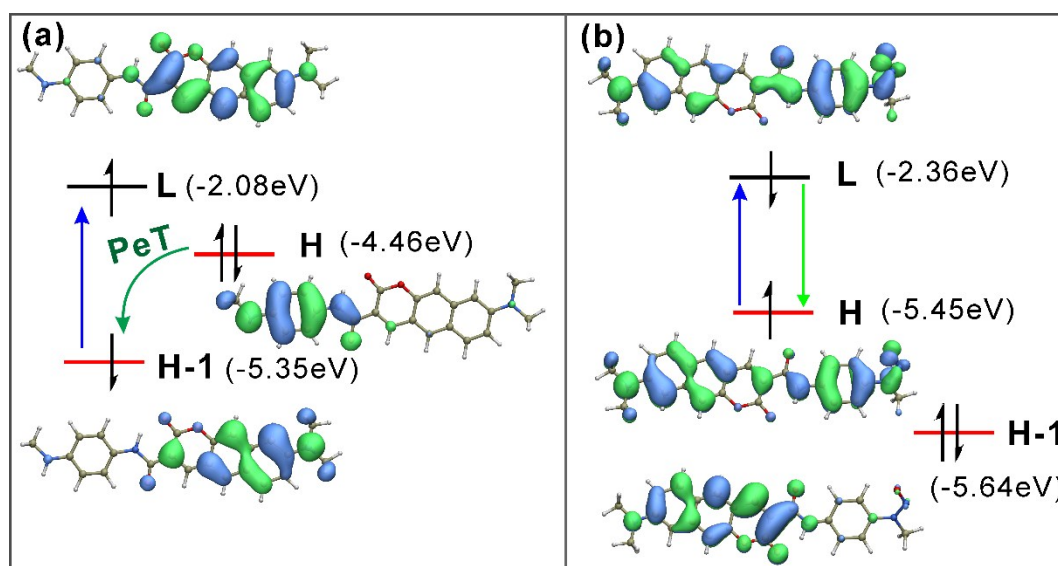 (a)
L (-2.08eV)
PeT
H (-4.46eV)
H-1 (-5.35eV)
(b)
L (-2.36eV)
H (-5.45eV)
H-1
(-5.64eV)